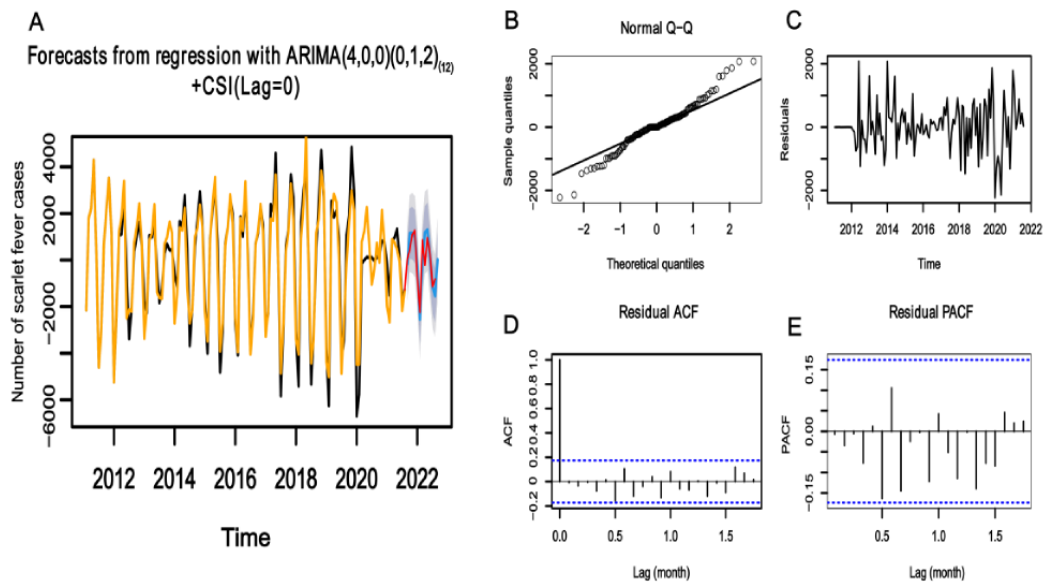 A
Forecasts from regression with ARIMA(4,0,0)(0,1,2)(12)
+CSI(Lag=0)
Number of scarlet fever cases
4000
2000
−2000
−6000
2012 2014 2016 2018 2020 2022
Time
B
Normal Q−Q
Sample quantiles
2000
0
−2000
−2 −1 0 1 2
Theoretical quantiles
C
Residuals
2000
0
−2000
2012 2014 2016 2018 2020 2022
Time
D
Residual ACF
ACF
1.0
0.8
0.6
0.4
0.2
0
−0.2
0.0 0.5 1.0 1.5
Lag (month)
E
Residual PACF
PACF
0.15
0.00
−0.15
0.5 1.0 1.5
Lag (month)